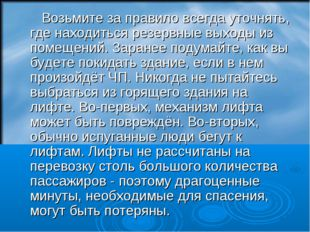 Возьмите за правило всегда уточнять,
где находиться резервные выходы из
помещений. Заранее подумайте, как вы
будете покидать здание, если в нем
произойдёт ЧП. Никогда не пытайтесь
выбраться из горящего здания на
лифте. Во-первых, механизм лифта
может быть повреждён. Во-вторых,
обычно испуганные люди бегут к
лифтам. Лифты не рассчитаны на
перевозку столь большого количества
пассажиров - поэтому драгоценные
минуты, необходимые для спасения,
могут быть потеряны.